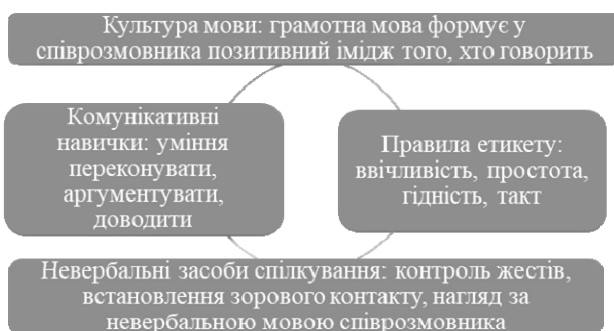 Культура мови: грамотна мова формує у
співрозмовника позитивний імідж того, хто говорить
Комунікативні
навички: уміння
переконувати,
аргументувати,
доводити
Правила етикету:
ввічливість, простота,
гідність, такт
Невербальні засоби спілкування: контроль жестів,
встановлення зорового контакту, нагляд за
невербальною мовою співрозмовника